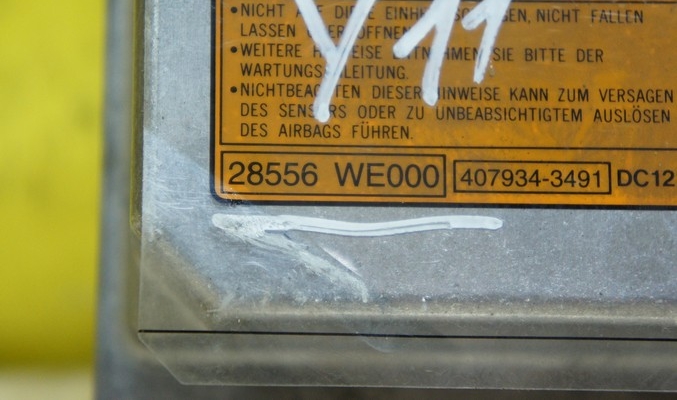 •NICHT AUF DIE EINHEIT SCHLAGEN, NICHT FALLEN
LASSEN ODER ÖFFNEN.
•WEITERE HINWEISE ENTNEHMEN SIE BITTE DER
WARTUNGSANLEITUNG.
•NICHTBEACHTEN DIESER HINWEISE KANN ZUM VERSAGEN
DES SENSORS ODER ZU UNBEABSICHTIGTEM AUSLÖSEN
DES AIRBAGS FÜHREN.
Y11
28556 WE000 407934-3491 DC12